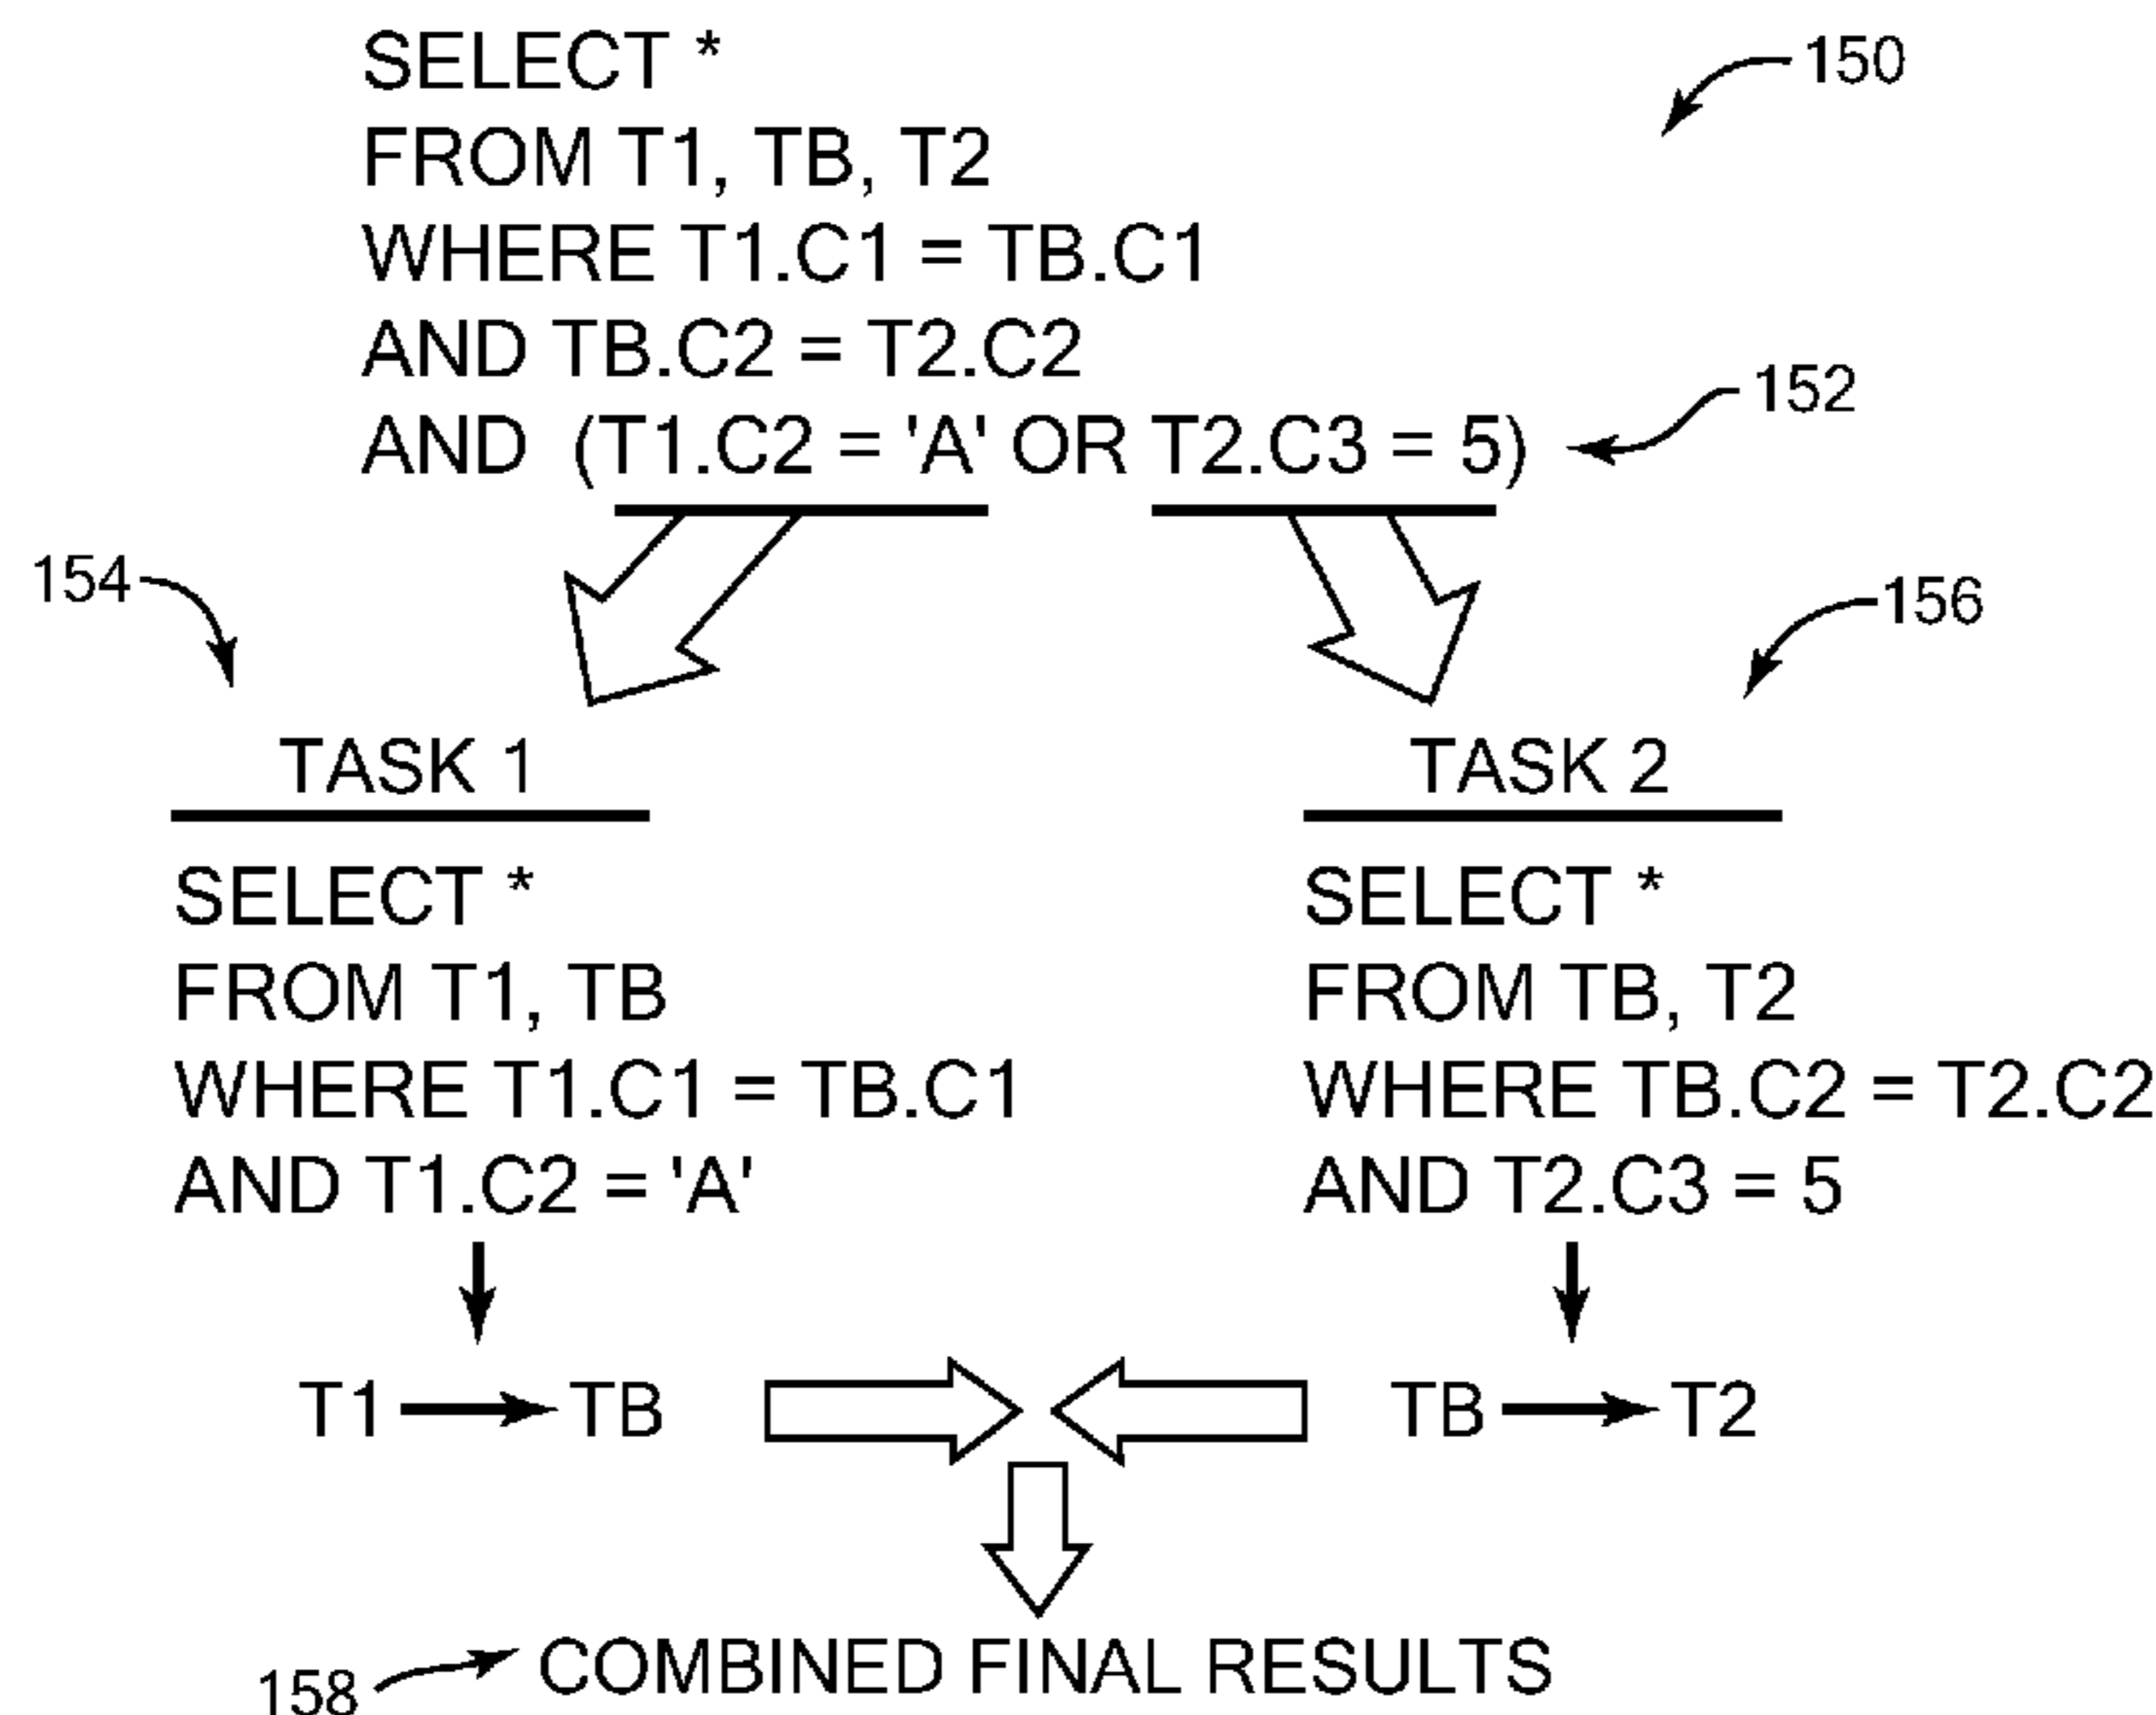 SELECT *
150
FROM T1, TB, T2
WHERE T1.C1 = TB.C1
AND TB.C2 = T2.C2
152
AND (T1.C2 = 'A' OR T2.C3 = 5)
154
156
TASK 1
SELECT *
FROM T1, TB
WHERE T1.C1 = TB.C1
AND T1.C2 = 'A'
T1 TB
TASK 2
SELECT *
FROM TB, T2
WHERE TB.C2 = T2.C2
AND T2.C3 = 5
TB T2
158 COMBINED FINAL RESULTS